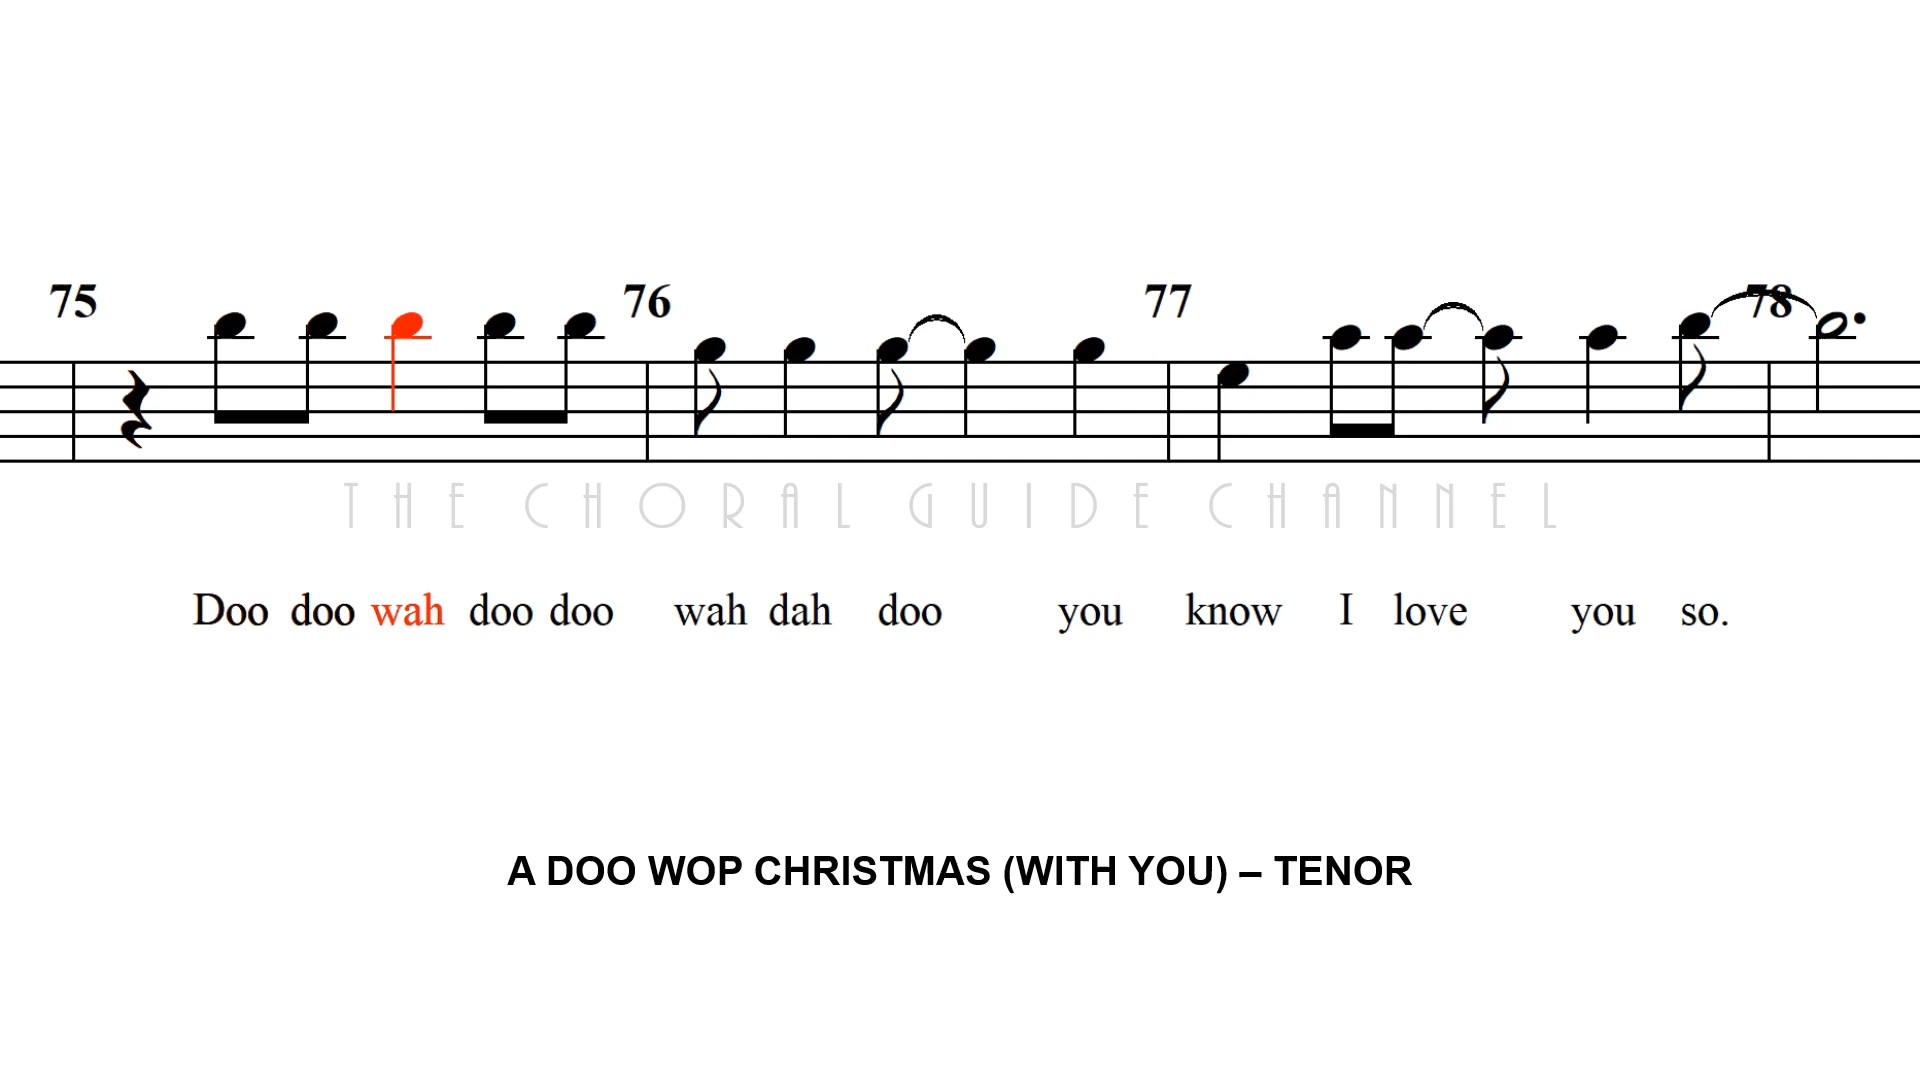 75 76 77 78
THE CHORAL GUIDE CHANNEL
Doo doo wah doo doo wah dah doo you know I love you so.
A DOO WOP CHRISTMAS (WITH YOU) – TENOR